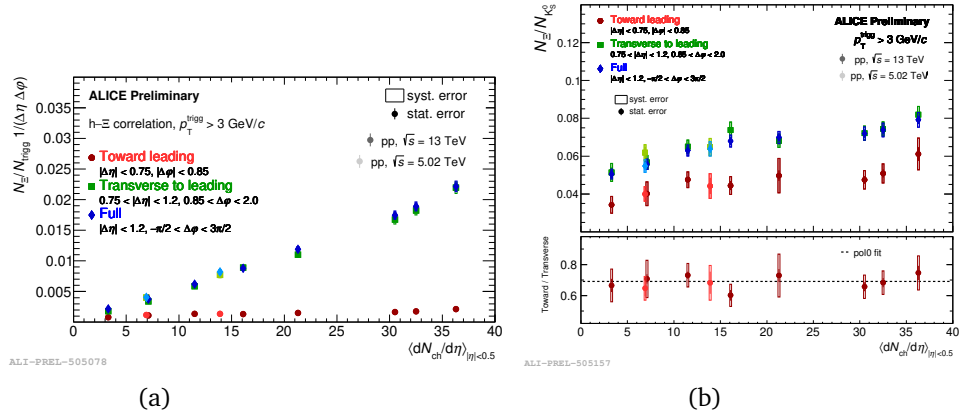 N_Ξ/N_trigg 1/(Δη Δφ)
0.035
0.03
0.025
0.02
0.015
0.01
0.005
ALICE Preliminary
h−Ξ correlation, p_T^trigg > 3 GeV/c
Toward leading
|Δη| < 0.75, |Δφ| < 0.85
Transverse to leading
0.75 < |Δη| < 1.2, 0.85 < Δφ < 2.0
Full
|Δη| < 1.2, −π/2 < Δφ < 3π/2
syst. error
stat. error
pp, √s = 13 TeV
pp, √s = 5.02 TeV
0 5 10 15 20 25 30 35 40
⟨dN_ch/dη⟩_|η|<0.5
ALI-PREL-505078
(a)
N_Ξ/N_K_S^0
0.14
0.12
0.1
0.08
0.06
0.04
Toward leading
|Δη| < 0.75, |Δφ| < 0.85
Transverse to leading
0.75 < |Δη| < 1.2, 0.85 < Δφ < 2.0
Full
|Δη| < 1.2, −π/2 < Δφ < 3π/2
syst. error
stat. error
ALICE Preliminary
p_T^trigg > 3 GeV/c
pp, √s = 13 TeV
pp, √s = 5.02 TeV
Toward / Transverse
0.8
0.6
pol0 fit
0 5 10 15 20 25 30 35 40
⟨dN_ch/dη⟩_|η|<0.5
ALI-PREL-505157
(b)